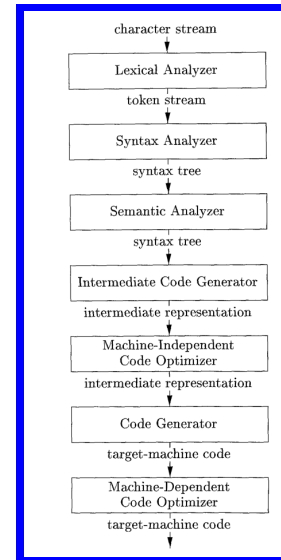 character stream
Lexical Analyzer
token stream
Syntax Analyzer
syntax tree
Semantic Analyzer
syntax tree
Intermediate Code Generator
intermediate representation
Machine-Independent
Code Optimizer
intermediate representation
Code Generator
target-machine code
Machine-Dependent
Code Optimizer
target-machine code